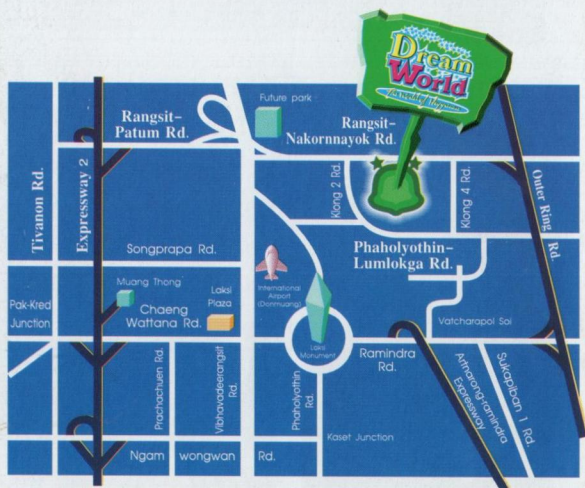 Dream
World
Future park
Rangsit-
Patum Rd.
Rangsit-
Nakornnayok Rd.
Tivanon Rd.
Expressway 2
Klong 2 Rd.
Klong 4 Rd.
Outer Ring Rd.
Songprapa Rd.
Phaholyothin-
Lumlokga Rd.
Muang Thong
Laksi
Plaza
International
Airport
(Donmuang)
Pak-Kred
Junction
Chaeng
Wattana Rd.
Vatcharapol Soi
Laksi
Monument
Ramindra
Rd.
Prachachuen Rd.
Vibhavadeerangsit
Rd.
Phaholyothin
Rd.
Artnarong-ramindra
Expressway
Sukapiban 1 Rd.
Kaset Junction
Ngam wongwan Rd.